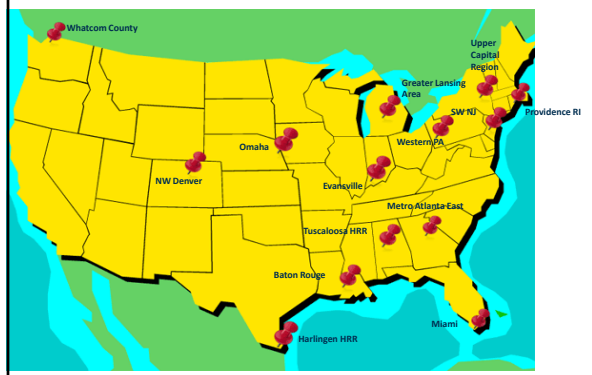 Whatcom County
Upper
Capital
Region
Greater Lansing
Area
SW NJ
Providence RI
Western PA
Omaha
NW Denver
Evansville
Metro Atlanta East
Tuscaloosa HRR
Baton Rouge
Miami
Harlingen HRR